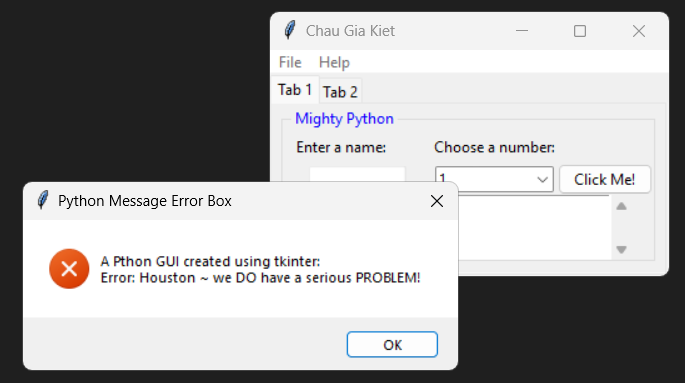 Chau Gia Kiet
File Help
Tab 1 Tab 2
Mighty Python
Enter a name: Choose a number:
1 Click Me!
Python Message Error Box
A Pthon GUI created using tkinter:
Error: Houston ~ we DO have a serious PROBLEM!
OK